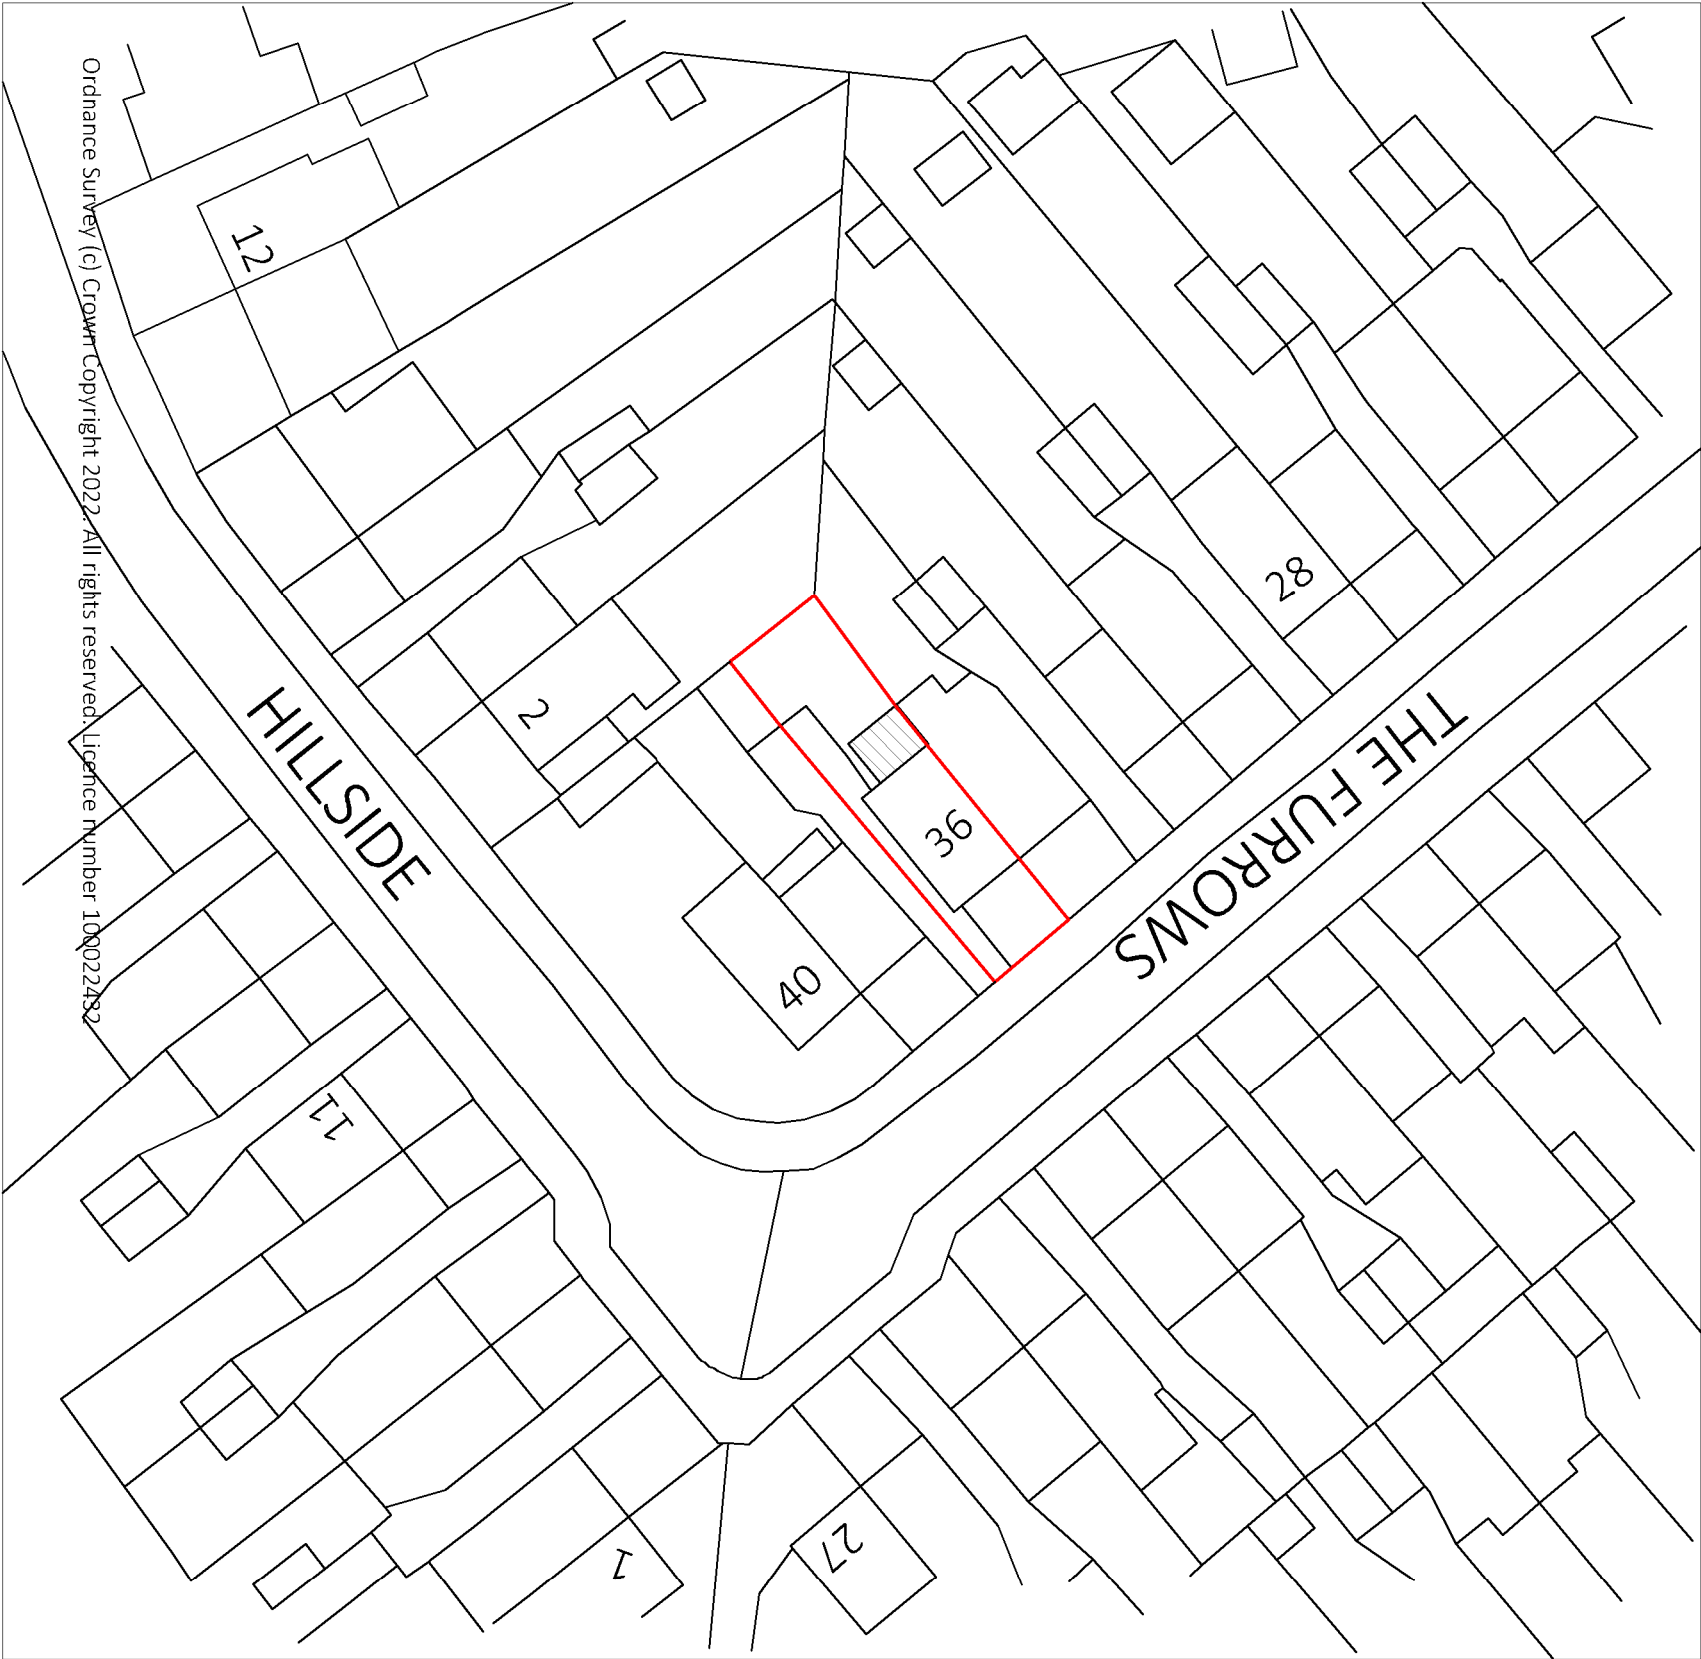 Ordnance Survey (c) Crown Copyright 2022. All rights reserved. Licence number 100022432
12
28
2
HILLSIDE
THE FURROWS
36
40
11
27
1